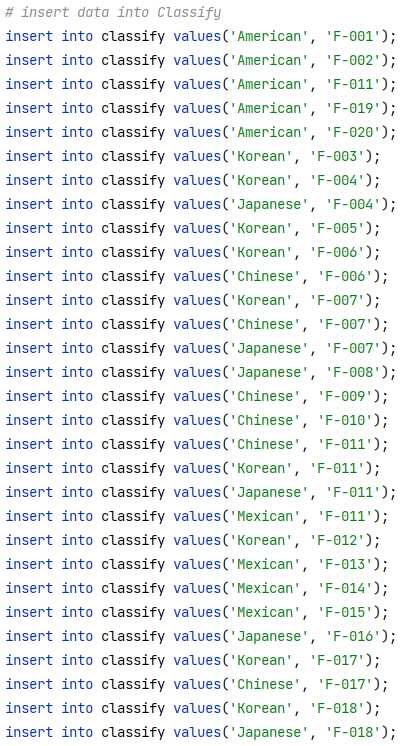 # insert data into Classify
insert into classify values('American', 'F-001');
insert into classify values('American', 'F-002');
insert into classify values('American', 'F-011');
insert into classify values('American', 'F-019');
insert into classify values('American', 'F-020');
insert into classify values('Korean', 'F-003');
insert into classify values('Korean', 'F-004');
insert into classify values('Japanese', 'F-004');
insert into classify values('Korean', 'F-005');
insert into classify values('Korean', 'F-006');
insert into classify values('Chinese', 'F-006');
insert into classify values('Korean', 'F-007');
insert into classify values('Chinese', 'F-007');
insert into classify values('Japanese', 'F-007');
insert into classify values('Japanese', 'F-008');
insert into classify values('Chinese', 'F-009');
insert into classify values('Chinese', 'F-010');
insert into classify values('Chinese', 'F-011');
insert into classify values('Korean', 'F-011');
insert into classify values('Japanese', 'F-011');
insert into classify values('Mexican', 'F-011');
insert into classify values('Korean', 'F-012');
insert into classify values('Mexican', 'F-013');
insert into classify values('Mexican', 'F-014');
insert into classify values('Mexican', 'F-015');
insert into classify values('Japanese', 'F-016');
insert into classify values('Korean', 'F-017');
insert into classify values('Chinese', 'F-017');
insert into classify values('Korean', 'F-018');
insert into classify values('Japanese', 'F-018');